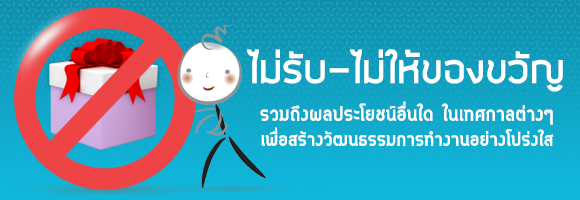 ไม่รับ-ไม่ให้ของขวัญ
รวมถึงผลประโยชน์อื่นใด ในเทศกาลต่างๆ
เพื่อสร้างวัฒนธรรมการทำงานอย่างโปร่งใส